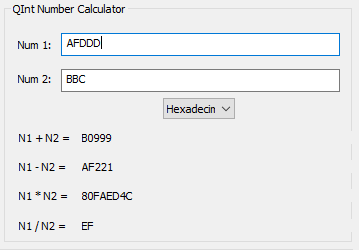 QInt Number Calculator
Num 1: AFDDD
Num 2: BBC
Hexadecin
N1 + N2 = B0999
N1 - N2 = AF221
N1 * N2 = 80FAED4C
N1 / N2 = EF